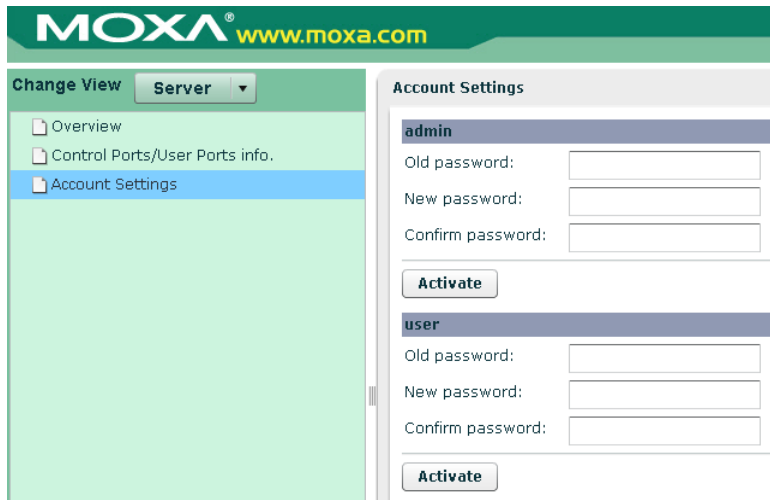 MOXA® www.moxa.com
Change View Server
Overview
Control Ports/User Ports info.
Account Settings
Account Settings
admin
Old password:
New password:
Confirm password:
Activate
user
Old password:
New password:
Confirm password:
Activate